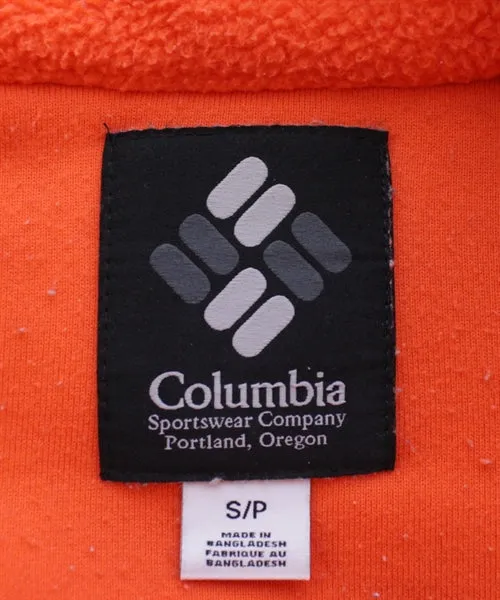 Columbia
Sportswear Company
Portland, Oregon
S/P
MADE IN
BANGLADESH
FABRIQUE AU
BANGLADESH